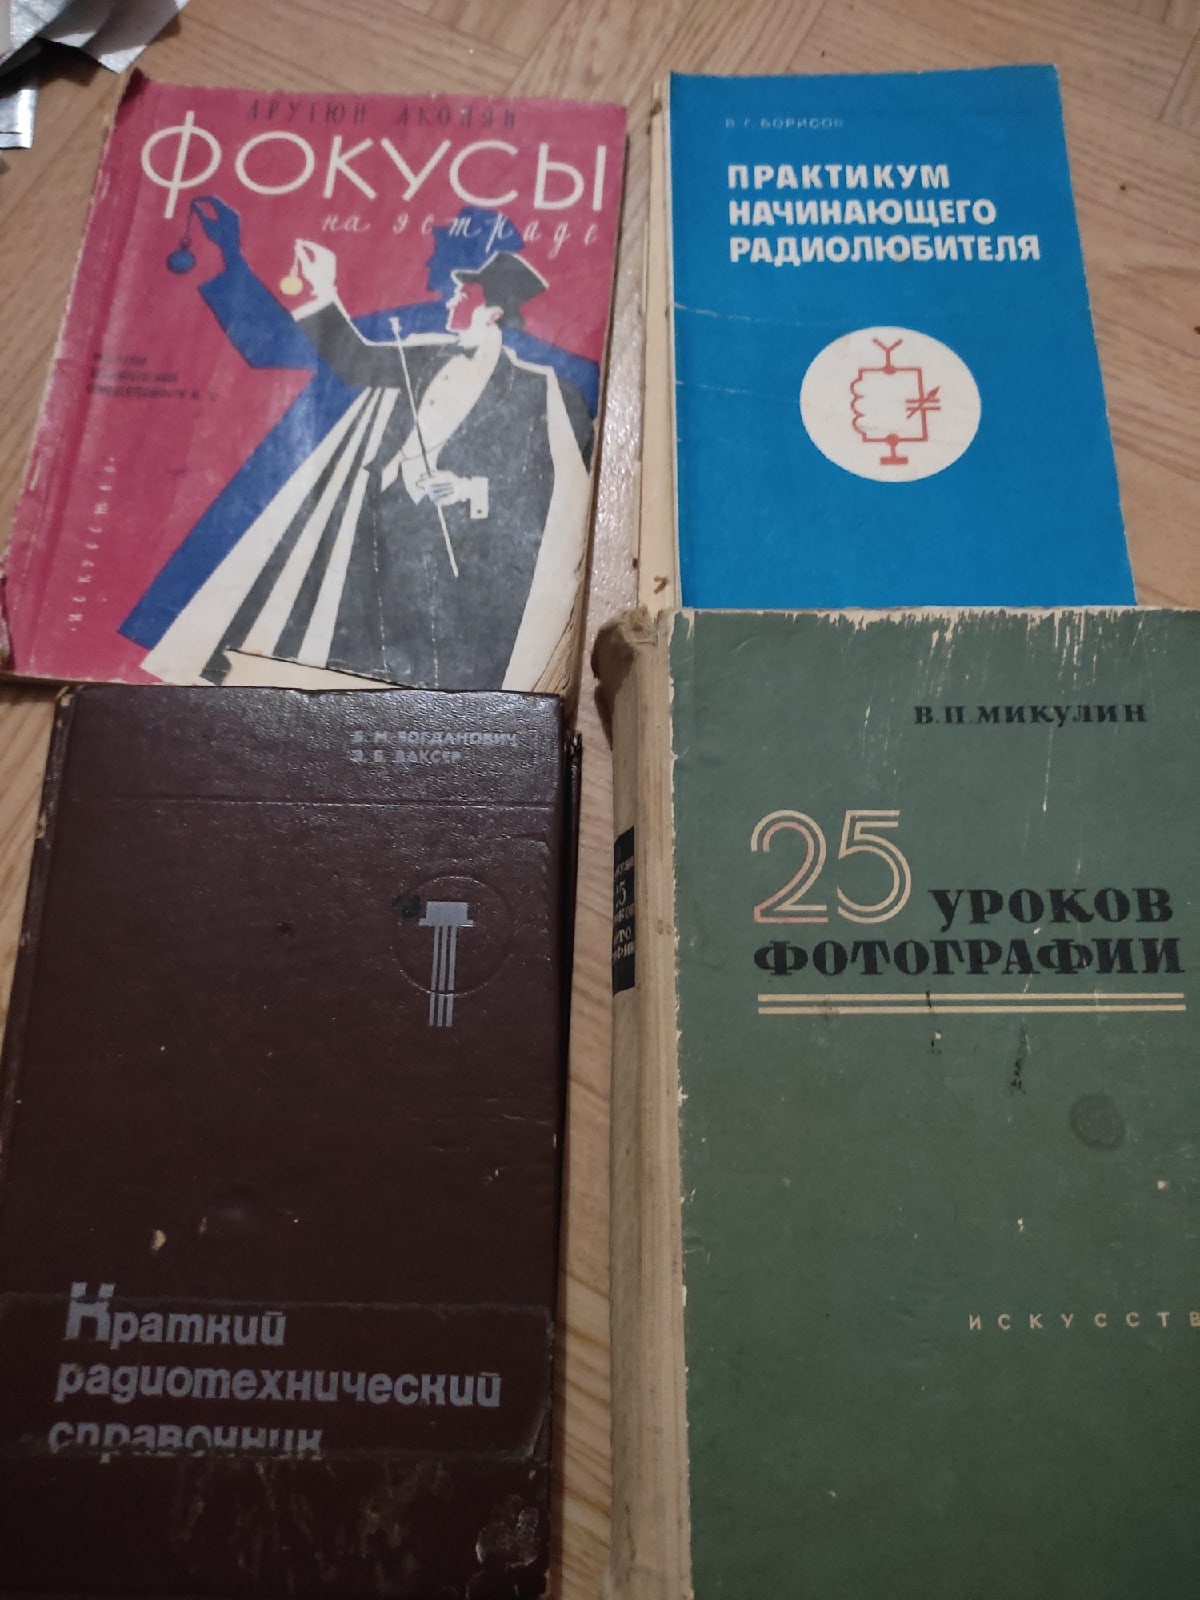 АРУТЮН АКОПЯН
ФОКУСЫ
на эстраде
Искусство
В. Г. БОРИСОВ
ПРАКТИКУМ
НАЧИНАЮЩЕГО
РАДИОЛЮБИТЕЛЯ
Б. М. БОГДАНОВИЧ
Э. Б. ВАКСЕР
Краткий
радиотехнический
справочник
В. П. МИКУЛИН
25 УРОКОВ
ФОТОГРАФИИ
ИСКУССТВ
25